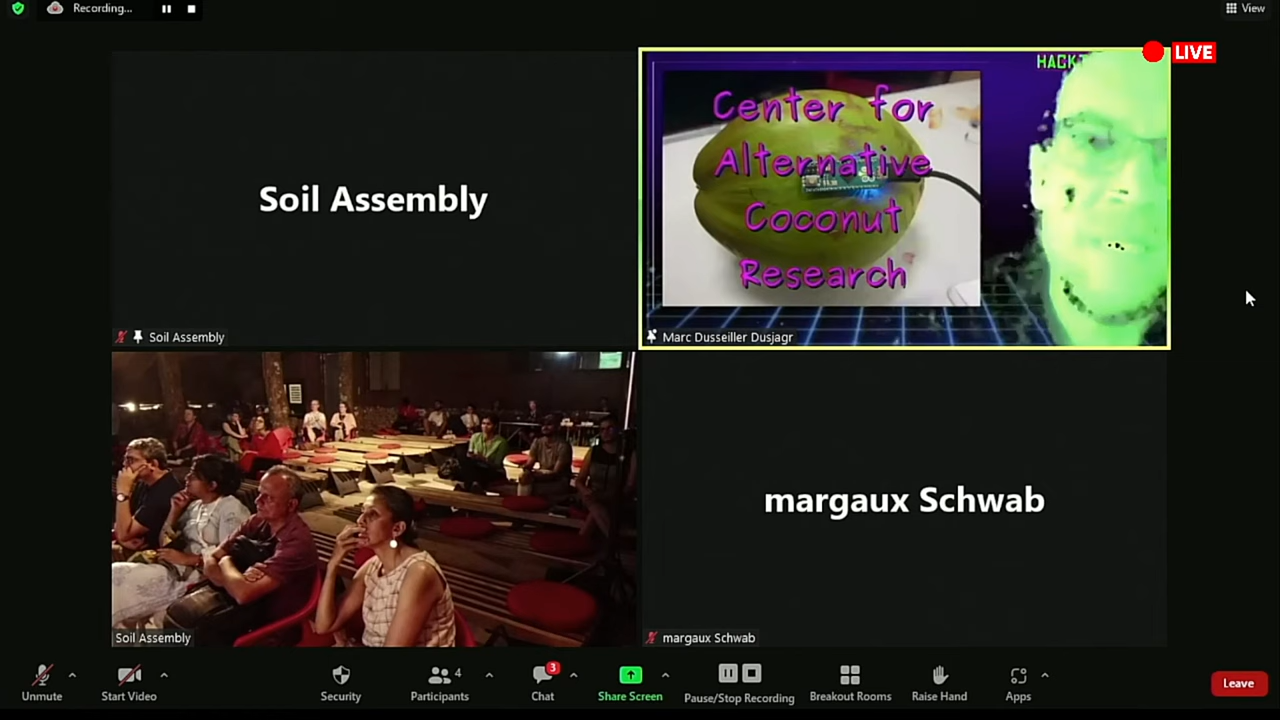 Recording...
View
LIVE
Soil Assembly
Soil Assembly
Center for
Alternative
Coconut
Research
Marc Dusseiller Dusjagr
Soil Assembly
margaux Schwab
margaux Schwab
Unmute
Start Video
Security
4
Participants
3
Chat
Share Screen
Pause/Stop Recording
Breakout Rooms
Raise Hand
Apps
Leave